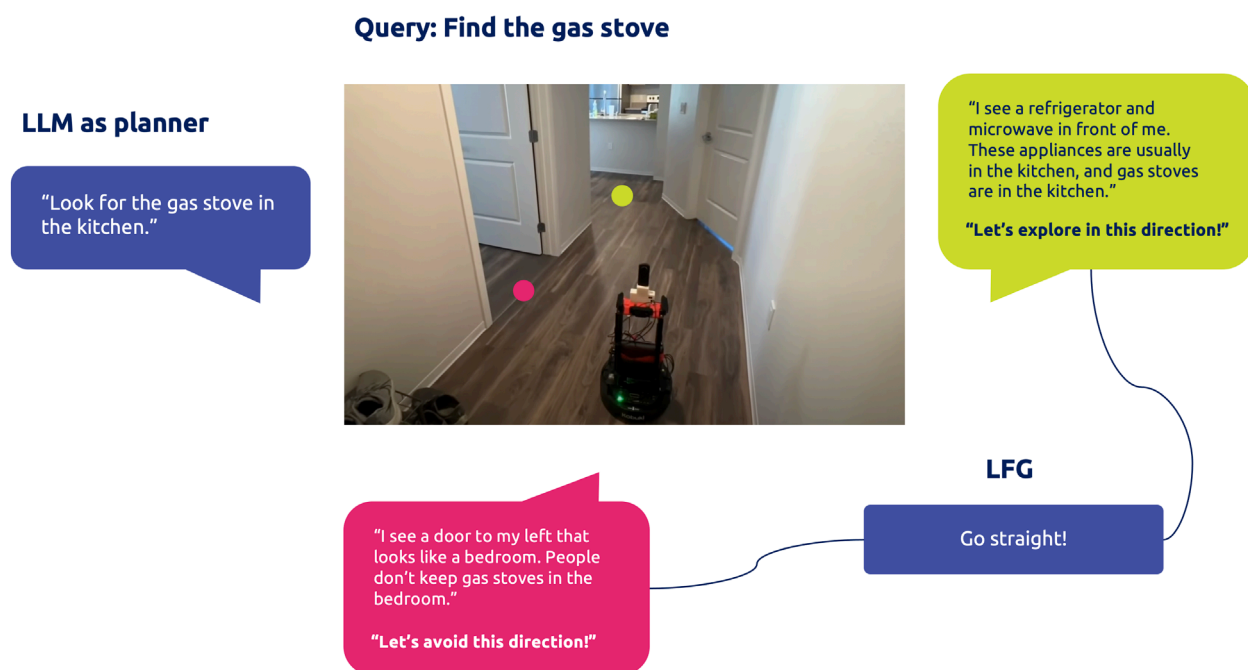 Query: Find the gas stove
LLM as planner
“Look for the gas stove in
the kitchen.”
“I see a refrigerator and
microwave in front of me.
These appliances are usually
in the kitchen, and gas stoves
are in the kitchen.”
“Let’s explore in this direction!”
LFG
Go straight!
“I see a door to my left that
looks like a bedroom. People
don’t keep gas stoves in the
bedroom.”
“Let’s avoid this direction!”